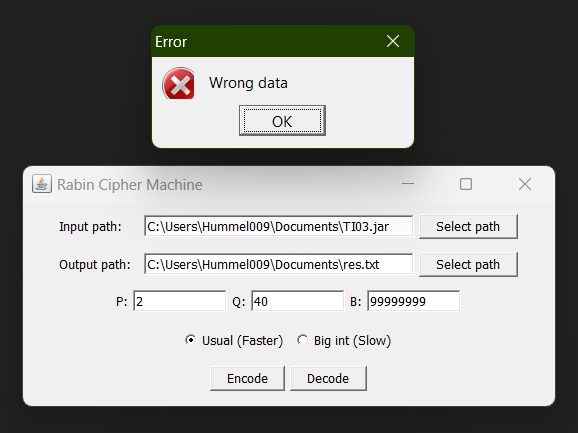 Error
Wrong data
OK
Rabin Cipher Machine
Input path: C:\Users\Hummel009\Documents\TI03.jar Select path
Output path: C:\Users\Hummel009\Documents\res.txt Select path
P: 2 Q: 40 B: 99999999
Usual (Faster) Big int (Slow)
Encode Decode